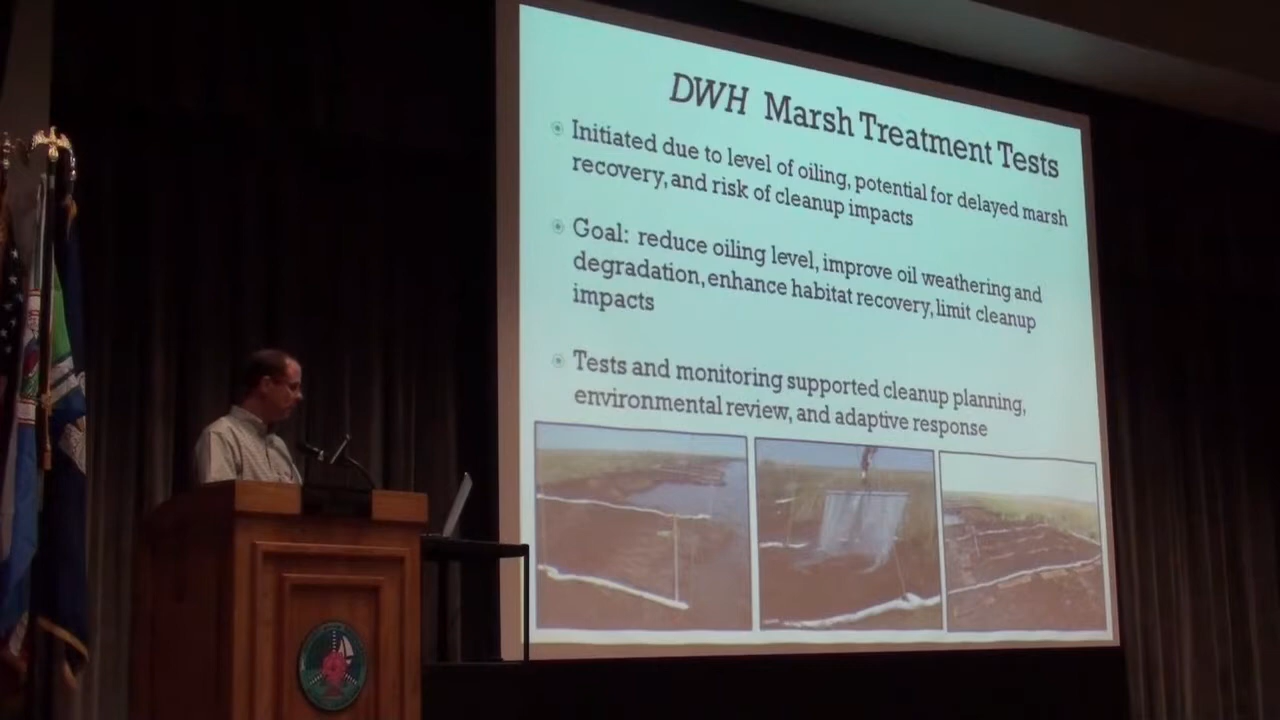 DWH Marsh Treatment Tests
Initiated due to level of oiling, potential for delayed marsh
recovery, and risk of cleanup impacts
Goal: reduce oiling level, improve oil weathering and
degradation, enhance habitat recovery, limit cleanup
impacts
Tests and monitoring supported cleanup planning,
environmental review, and adaptive response